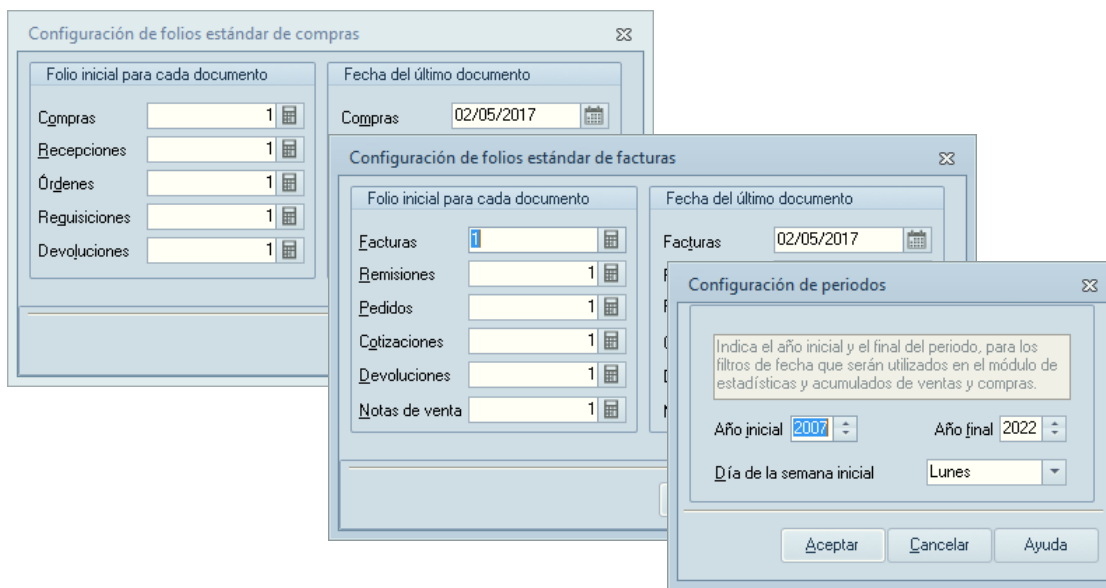 Configuración de folios estándar de compras
Folio inicial para cada documento
Fecha del último documento
Compras 1
Compras 02/05/2017
Recepciones 1
Órdenes 1
Requisiciones 1
Devoluciones 1
Configuración de folios estándar de facturas
Folio inicial para cada documento
Fecha del último documento
Facturas 1
Facturas 02/05/2017
Remisiones 1
Pedidos 1
Cotizaciones 1
Devoluciones 1
Notas de venta 1
Configuración de periodos
Indica el año inicial y el final del periodo, para los
filtros de fecha que serán utilizados en el módulo de
estadísticas y acumulados de ventas y compras.
Año inicial 2007 Año final 2022
Día de la semana inicial Lunes
Aceptar Cancelar Ayuda